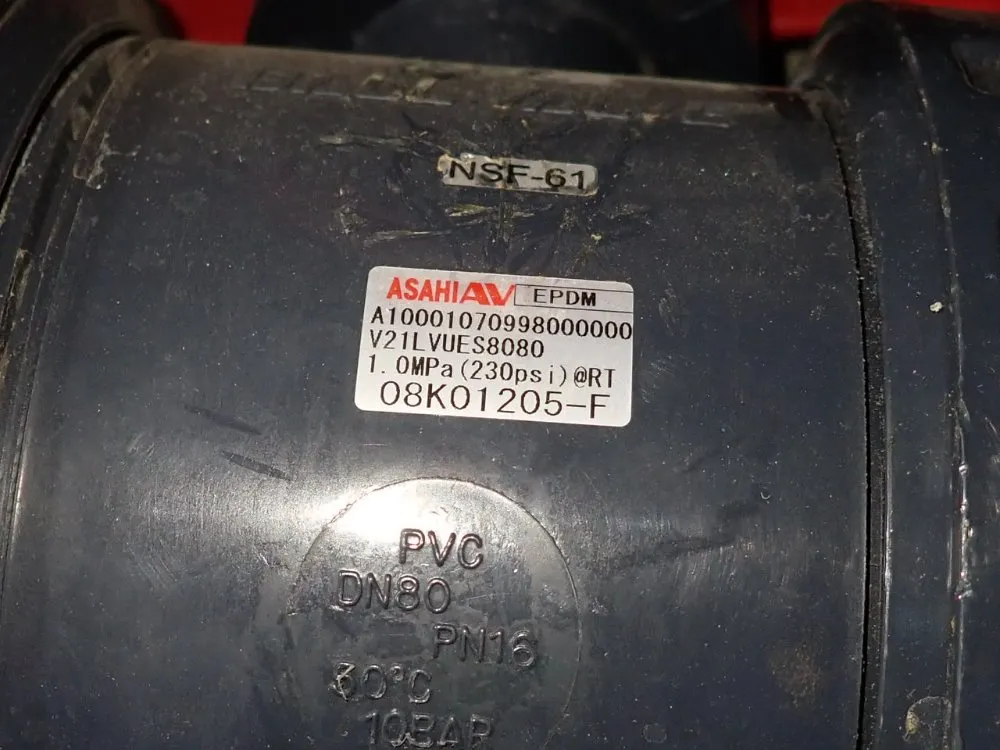 NSF-61
ASAHI AV EPDM
A10001070998000000
V21LVUES8080
1.0MPa(230psi)@RT
08K01205-F
PVC
DN80
PN16
60°C
10BAR